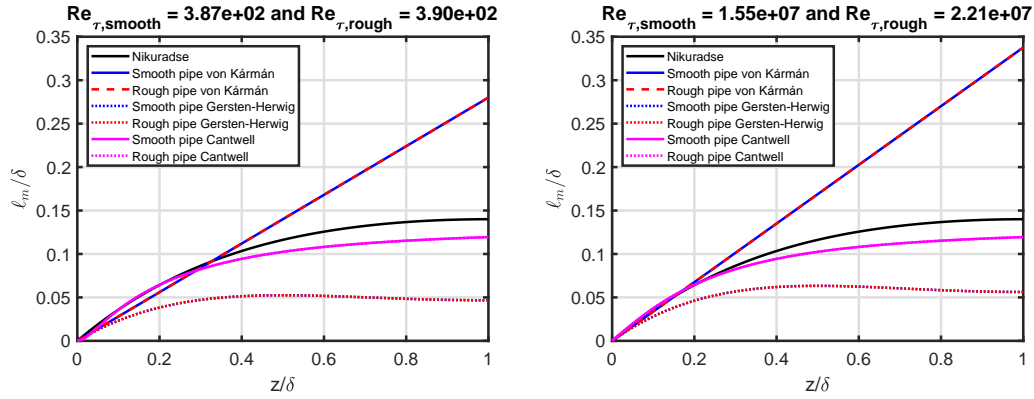 Re τ,smooth = 3.87e+02 and Re τ,rough = 3.90e+02
0.35
0.3
0.25
0.2
0.15
0.1
0.05
0
ℓm/δ
Nikuradse
Smooth pipe von Kármán
Rough pipe von Kármán
Smooth pipe Gersten-Herwig
Rough pipe Gersten-Herwig
Smooth pipe Cantwell
Rough pipe Cantwell
0 0.2 0.4 0.6 0.8 1
z/δ
Re τ,smooth = 1.55e+07 and Re τ,rough = 2.21e+07
0.35
0.3
0.25
0.2
0.15
0.1
0.05
0
ℓm/δ
Nikuradse
Smooth pipe von Kármán
Rough pipe von Kármán
Smooth pipe Gersten-Herwig
Rough pipe Gersten-Herwig
Smooth pipe Cantwell
Rough pipe Cantwell
0 0.2 0.4 0.6 0.8 1
z/δ